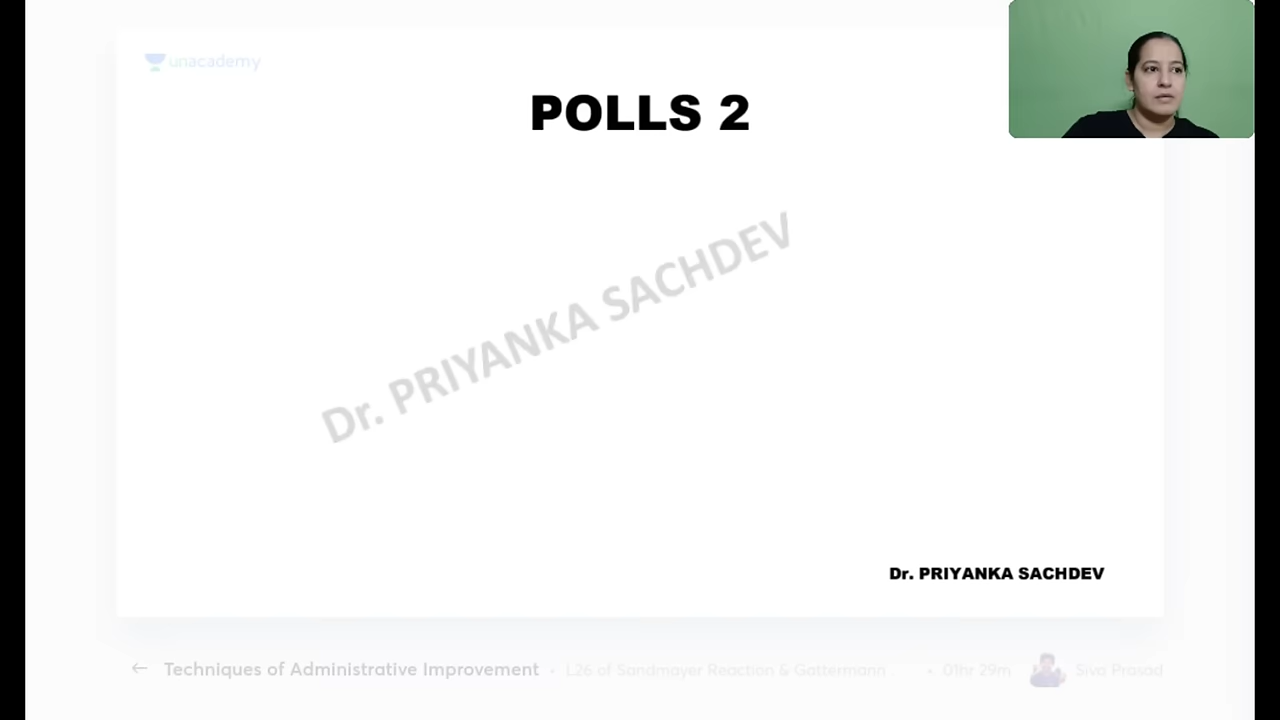 unacademy
POLLS 2
Dr. PRIYANKA SACHDEV
Dr. PRIYANKA SACHDEV
← Techniques of Administrative Improvement • L26 of Sandmayer Reaction & Gattermann • 01hr 29m Siva Prasad